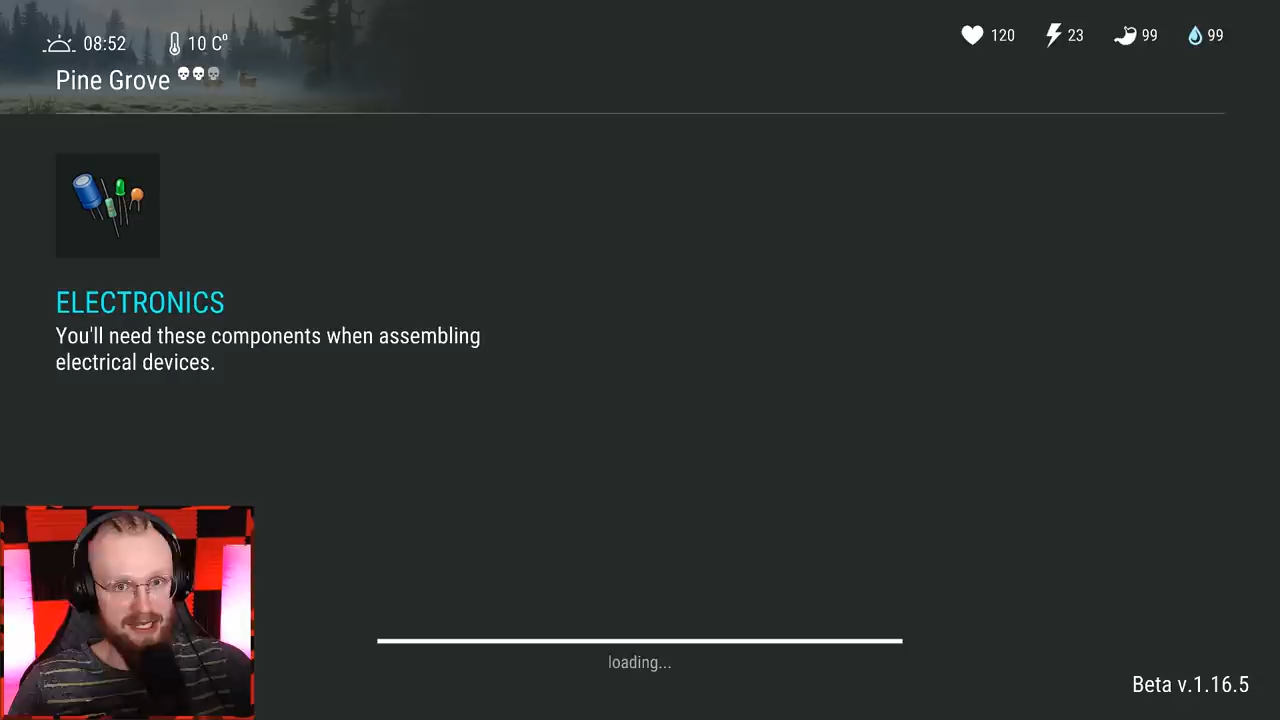 08:52 10 C°
120 23 99 99
Pine Grove
ELECTRONICS
You'll need these components when assembling
electrical devices.
loading...
Beta v.1.16.5